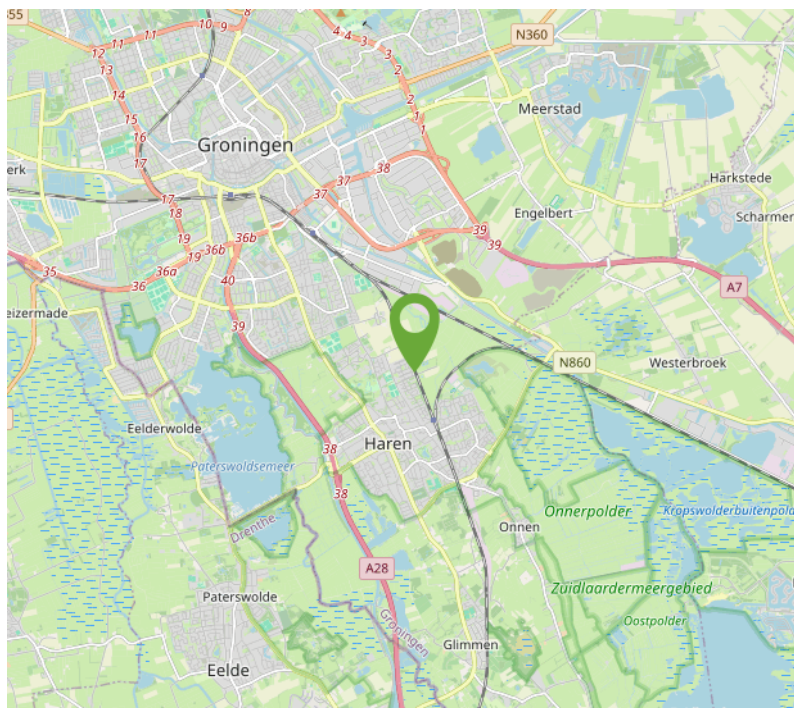 355
10
9
8
12
11
11
13
14
15
16
17
17
18
19
19
4
4
3
3
2
2
1
1
N360
Meerstad
Groningen
38
37
37
36b
36b
36a
36
35
40
39
39
39
erk
Harkstede
Scharmer
Engelbert
A7
eizermade
N860
Westerbroek
Eelderwolde
Haren
38
38
Paterswoldsemeer
Drenthe
Onnen
Onnerpolder
Kropswolderbuitenpold
A28
Zuidlaardermeergebied
Oostpolder
Paterswolde
Groningen
Glimmen
Eelde